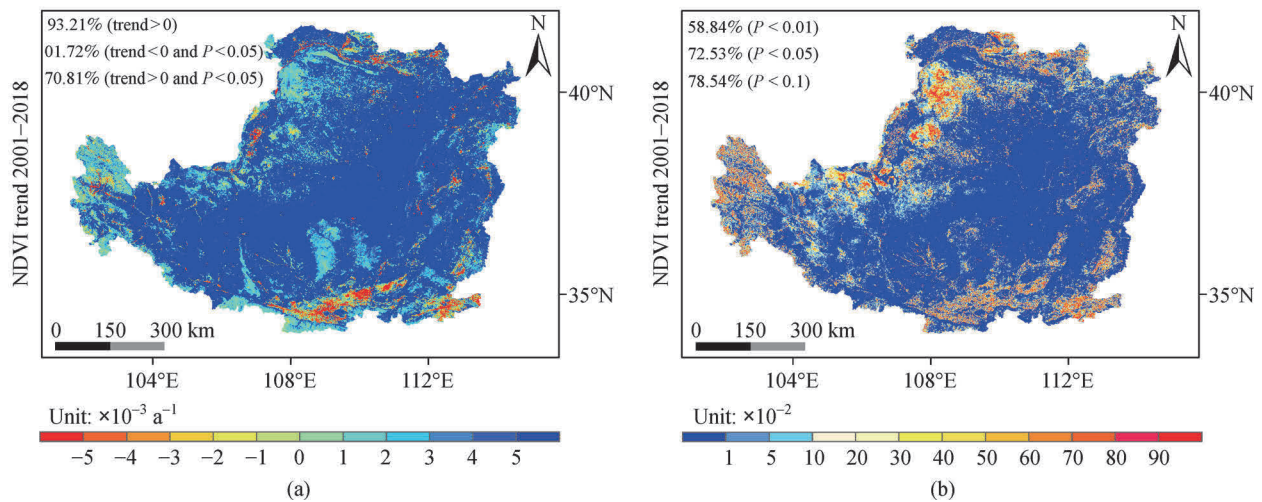 93.21% (trend>0)
01.72% (trend<0 and P<0.05)
70.81% (trend>0 and P<0.05)
N
NDVI trend 2001–2018
40°N
35°N
0 150 300 km
104°E 108°E 112°E
Unit: ×10⁻³ a⁻¹
−5 −4 −3 −2 −1 0 1 2 3 4 5
(a)
58.84% (P<0.01)
72.53% (P<0.05)
78.54% (P<0.1)
N
NDVI trend 2001–2018
40°N
35°N
0 150 300 km
104°E 108°E 112°E
Unit: ×10⁻²
1 5 10 20 30 40 50 60 70 80 90
(b)